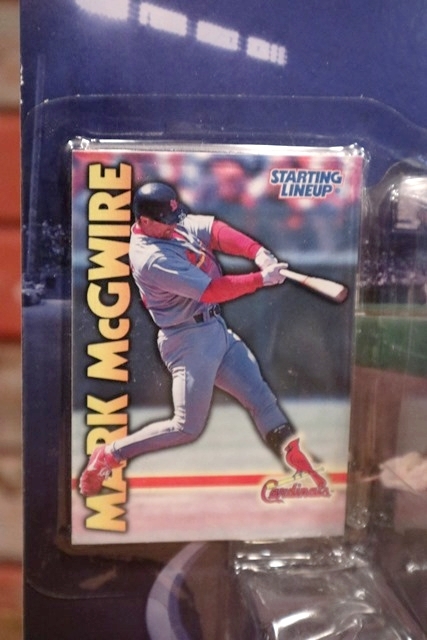 STARTING
LINEUP
MARK McGWIRE
Cardinals